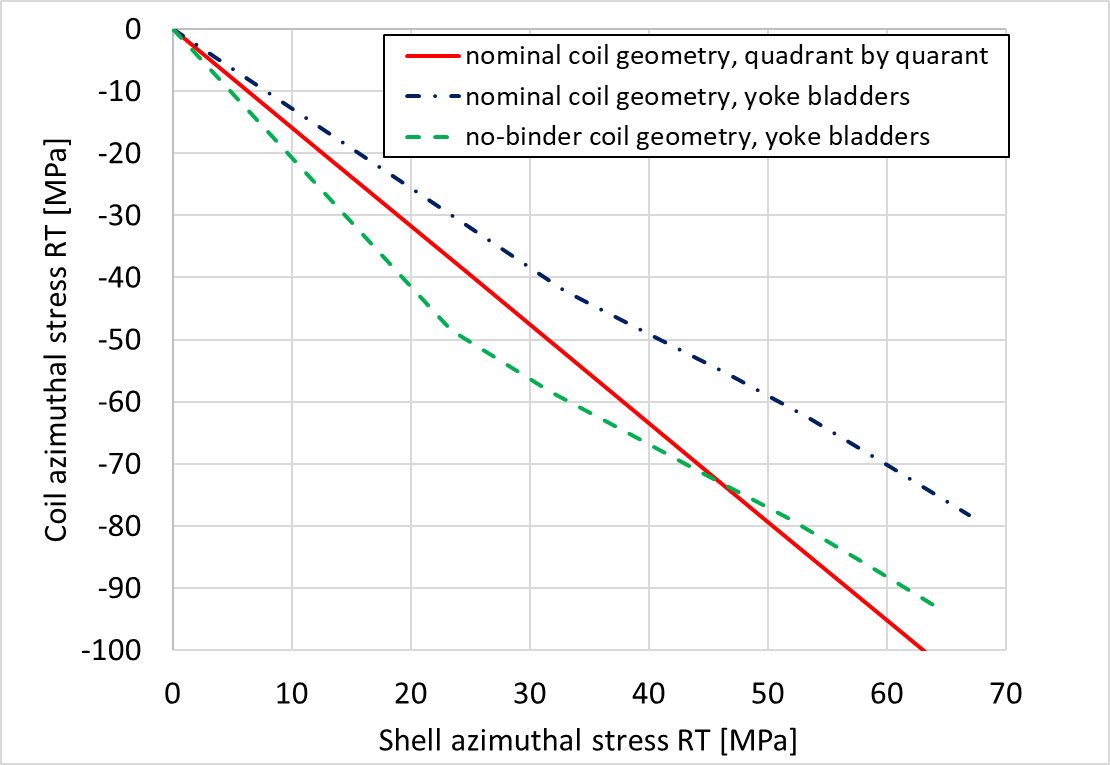 0
-10
-20
-30
-40
-50
-60
-70
-80
-90
-100
Coil azimuthal stress RT [MPa]
nominal coil geometry, quadrant by quarant
nominal coil geometry, yoke bladders
no-binder coil geometry, yoke bladders
0 10 20 30 40 50 60 70
Shell azimuthal stress RT [MPa]